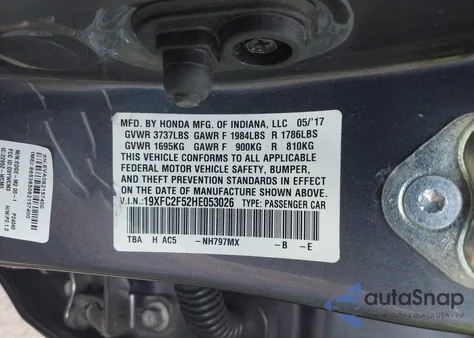 MFD. BY HONDA MFG. OF INDIANA, LLC 05/'17
GVWR 3737LBS GAWR F 1984LBS R 1786LBS
GVWR 1695KG GAWR F 900KG R 810KG
THIS VEHICLE CONFORMS TO ALL APPLICABLE
FEDERAL MOTOR VEHICLE SAFETY, BUMPER,
AND THEFT PREVENTION STANDARDS IN EFFECT
ON THE DATE OF MANUFACTURE SHOWN ABOVE.
V.I.N.: 19XFC2F52HE053026 TYPE: PASSENGER CAR
TBA H AC5 -NH797MX -B -E
autoSnap